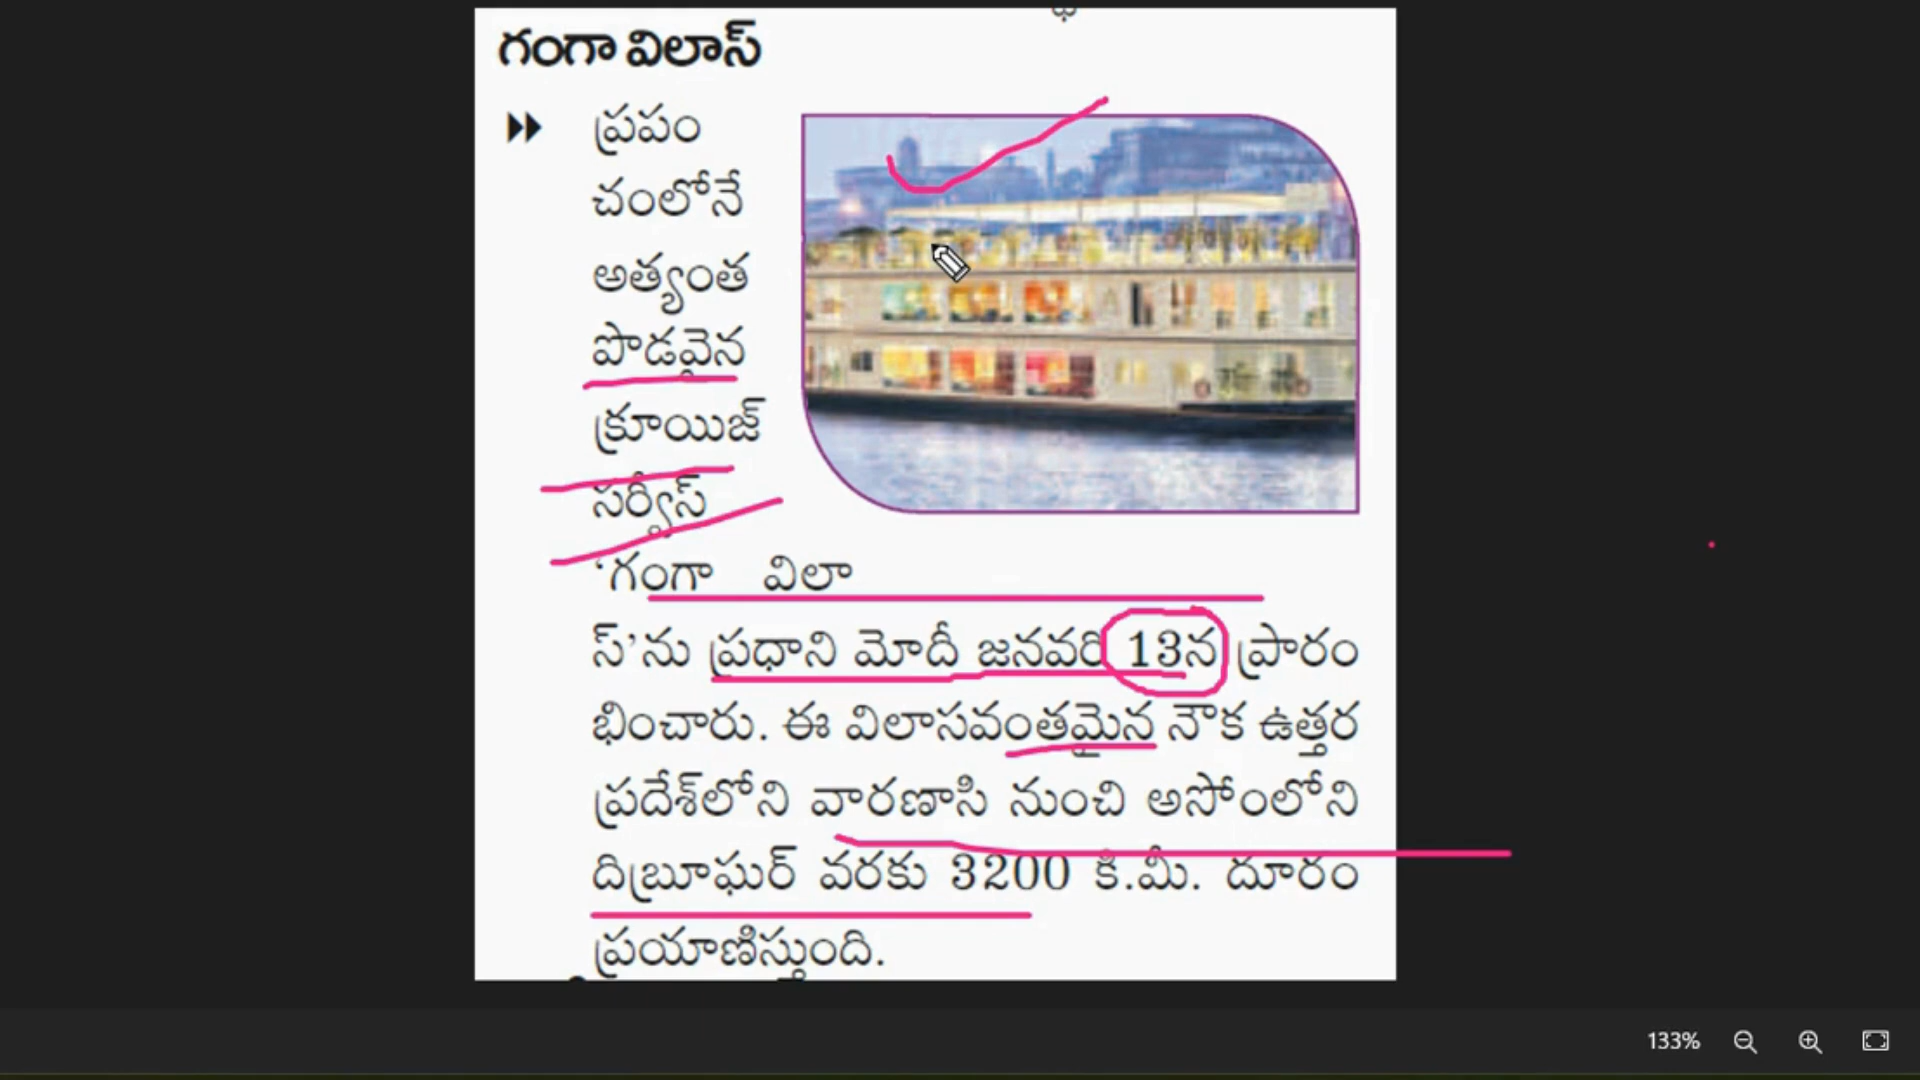 గంగా విలాస్
ప్రపం
చంలోనే
అత్యంత
పొడవైన
క్రూయిజ్
సర్వీస్
‘గంగా విలా
స్’ను ప్రధాని మోదీ జనవరి 13న ప్రారం
భించారు. ఈ విలాసవంతమైన నౌక ఉత్తర
ప్రదేశ్‌లోని వారణాసి నుంచి అసోంలోని
దిబ్రూఘర్ వరకు 3200 కి.మీ. దూరం
ప్రయాణిస్తుంది.
133%